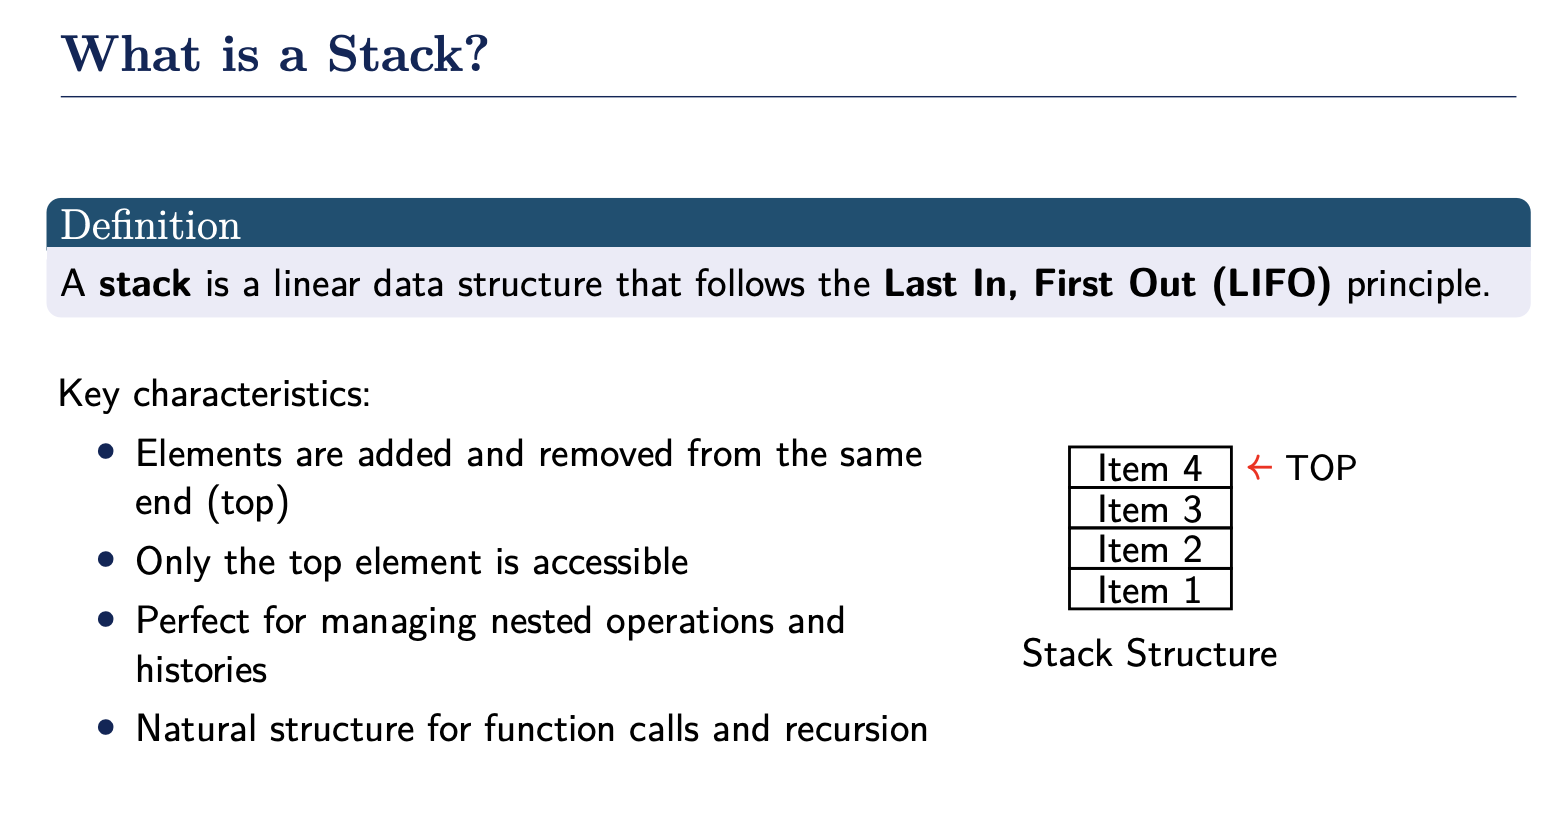 What is a Stack?
Definition
A stack is a linear data structure that follows the Last In, First Out (LIFO) principle.
Key characteristics:
• Elements are added and removed from the same
end (top)
• Only the top element is accessible
• Perfect for managing nested operations and
histories
• Natural structure for function calls and recursion
Item 4 ← TOP
Item 3
Item 2
Item 1
Stack Structure